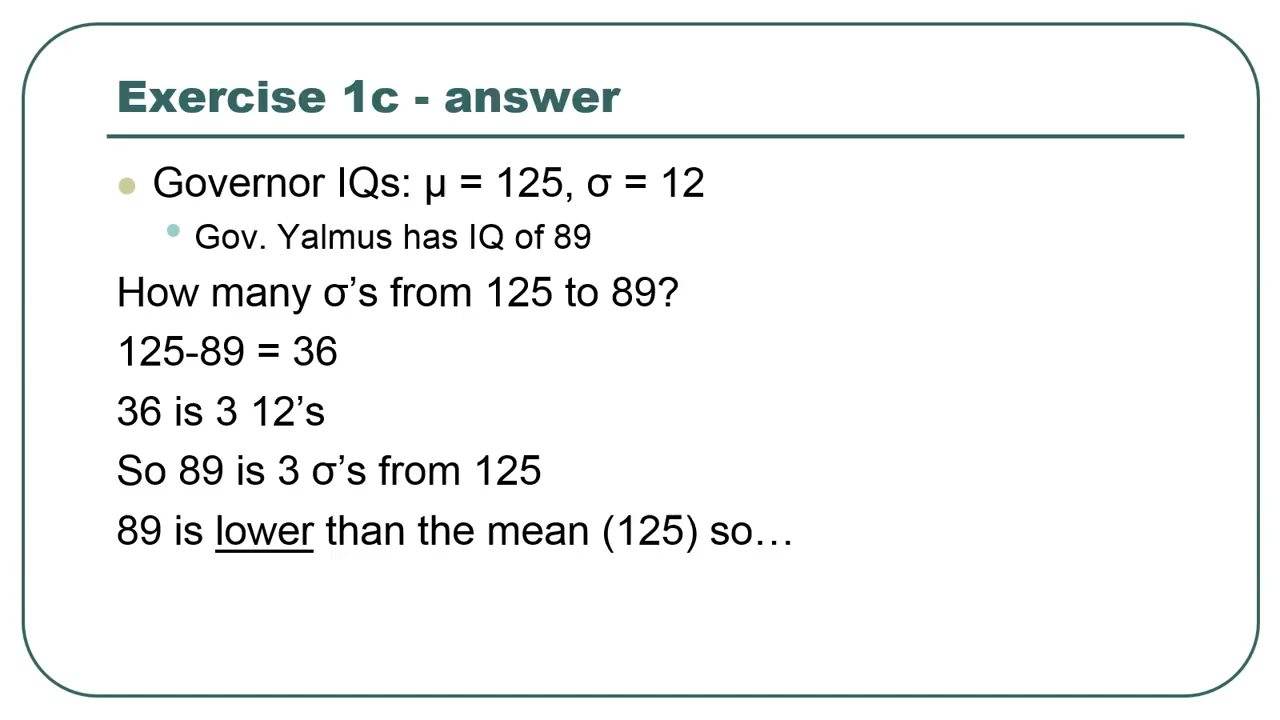 Exercise 1c - answer
Governor IQs: μ = 125, σ = 12
Gov. Yalmus has IQ of 89
How many σ’s from 125 to 89?
125-89 = 36
36 is 3 12’s
So 89 is 3 σ’s from 125
89 is lower than the mean (125) so…